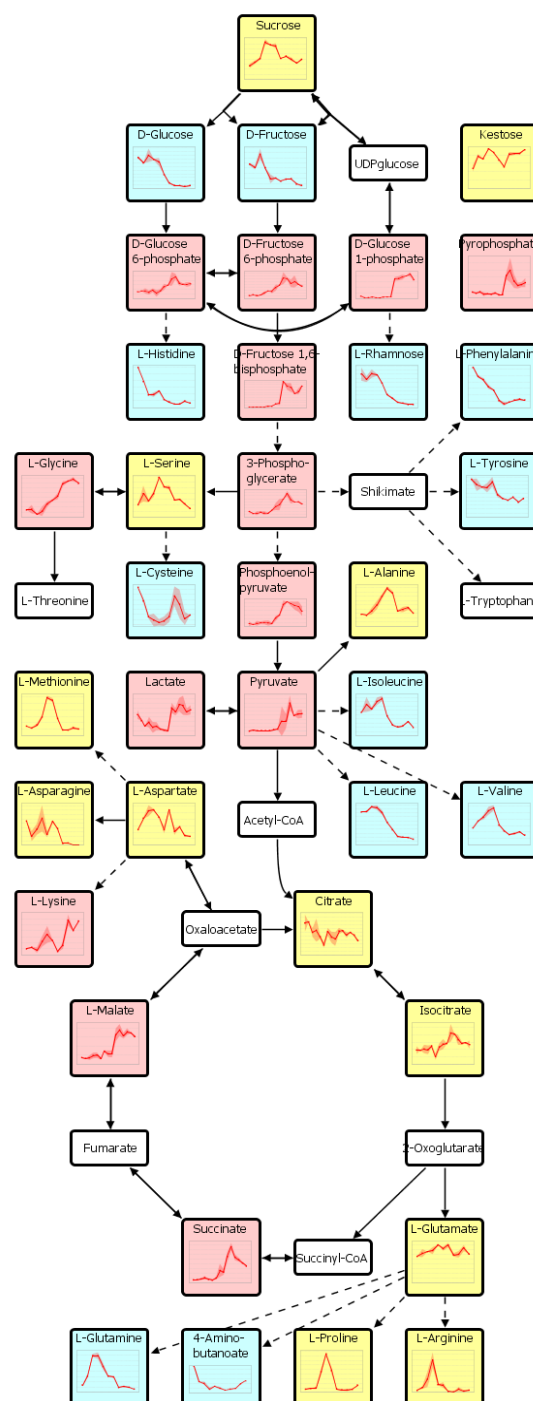 Sucrose
D-Glucose
D-Fructose
UDPglucose
Kestose
D-Glucose
6-phosphate
D-Fructose
6-phosphate
D-Glucose
1-phosphate
Pyrophosphate
L-Histidine
D-Fructose 1,6-
bisphosphate
L-Rhamnose
L-Phenylalanine
L-Glycine
L-Serine
3-Phospho-
glycerate
Shikimate
L-Tyrosine
L-Threonine
L-Cysteine
Phosphoenol-
pyruvate
L-Alanine
L-Tryptophan
L-Methionine
Lactate
Pyruvate
L-Isoleucine
L-Asparagine
L-Aspartate
Acetyl-CoA
L-Leucine
L-Valine
L-Lysine
Oxaloacetate
Citrate
L-Malate
Isocitrate
Fumarate
2-Oxoglutarate
Succinate
Succinyl-CoA
L-Glutamate
L-Glutamine
4-Amino-
butanoate
L-Proline
L-Arginine